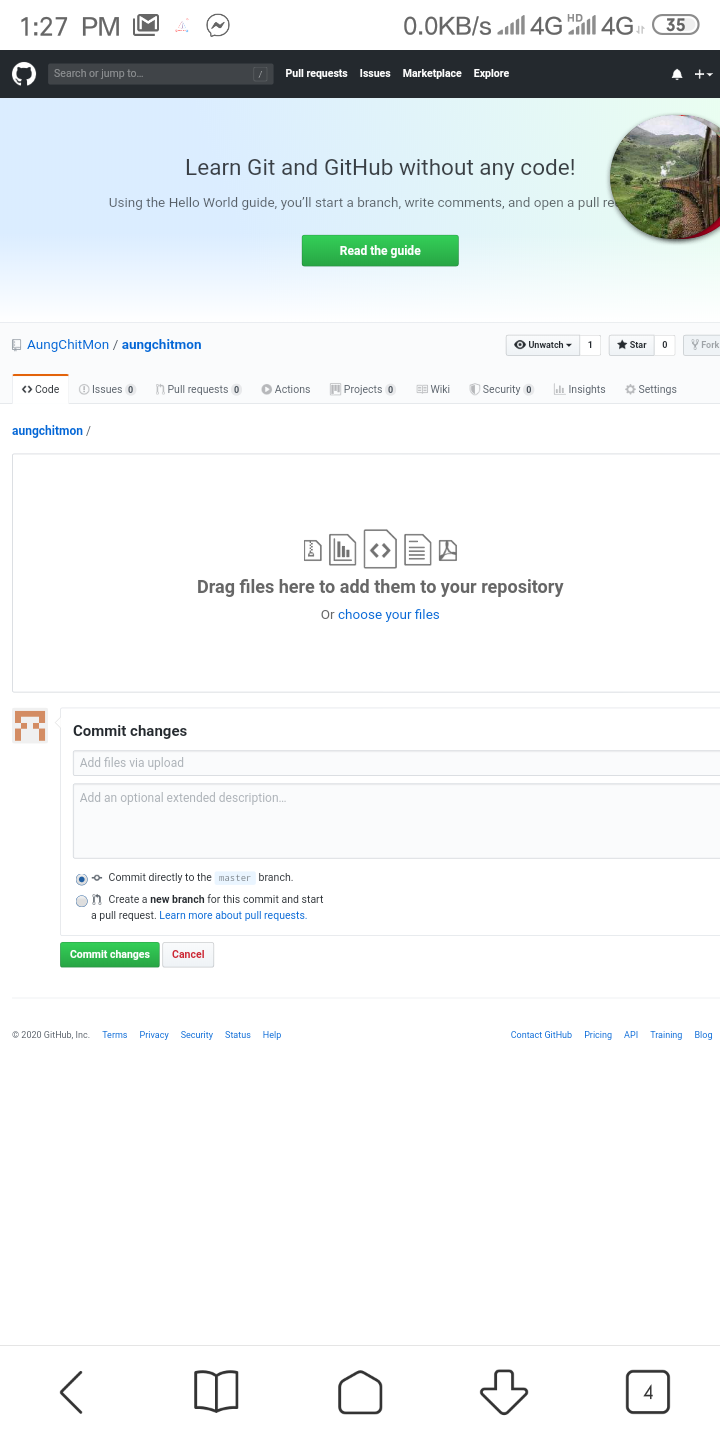 1:27 PM 0.0KB/s 4G HD 4G 35
Search or jump to... / Pull requests Issues Marketplace Explore
Learn Git and GitHub without any code!
Using the Hello World guide, you'll start a branch, write comments, and open a pull re
Read the guide
AungChitMon / aungchitmon Unwatch 1 Star 0 Fork
Code Issues 0 Pull requests 0 Actions Projects 0 Wiki Security 0 Insights Settings
aungchitmon /
Drag files here to add them to your repository
Or choose your files
Commit changes
Add files via upload
Add an optional extended description...
Commit directly to the master branch.
Create a new branch for this commit and start
a pull request. Learn more about pull requests.
Commit changes Cancel
© 2020 GitHub, Inc. Terms Privacy Security Status Help Contact GitHub Pricing API Training Blog
4